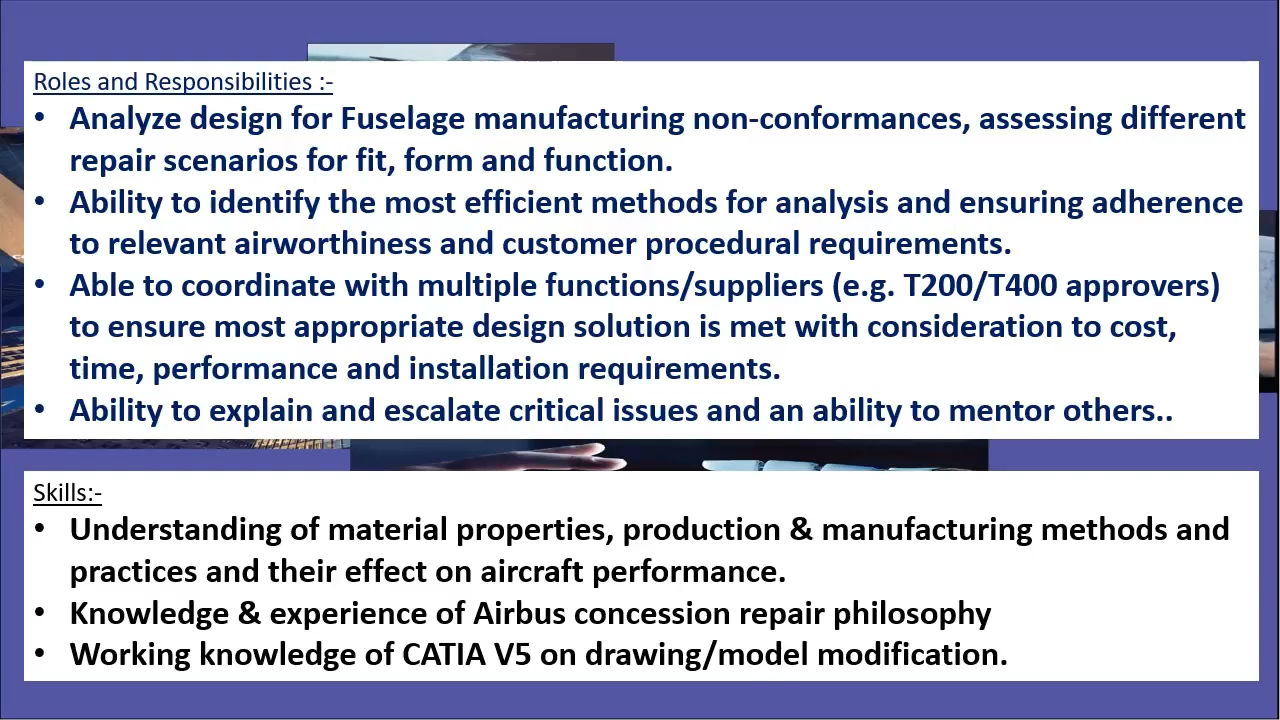 Roles and Responsibilities :-
• Analyze design for Fuselage manufacturing non-conformances, assessing different
repair scenarios for fit, form and function.
• Ability to identify the most efficient methods for analysis and ensuring adherence
to relevant airworthiness and customer procedural requirements.
• Able to coordinate with multiple functions/suppliers (e.g. T200/T400 approvers)
to ensure most appropriate design solution is met with consideration to cost,
time, performance and installation requirements.
• Ability to explain and escalate critical issues and an ability to mentor others..
Skills:-
• Understanding of material properties, production & manufacturing methods and
practices and their effect on aircraft performance.
• Knowledge & experience of Airbus concession repair philosophy
• Working knowledge of CATIA V5 on drawing/model modification.